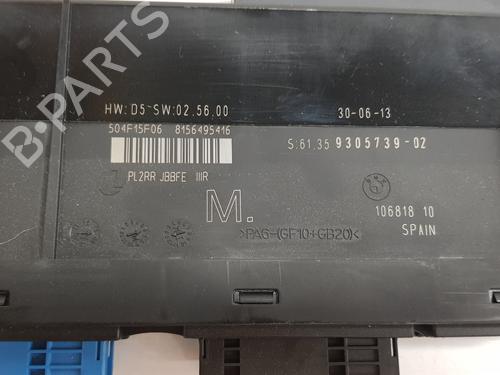 HW:D5 SW:02.56.00 30-06-13
504F15F06 8156495416
S:61.35 9305739-02
PL2RR JBBFE IIIR
M.
106818 10
SPAIN
>PA6-(GF10+GB20)<
B-PARTS